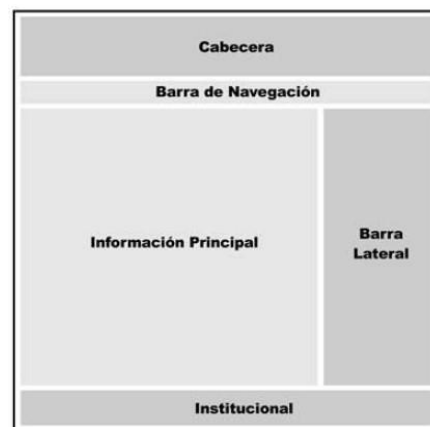 Cabecera
Barra de Navegación
Información Principal
Barra
Lateral
Institucional